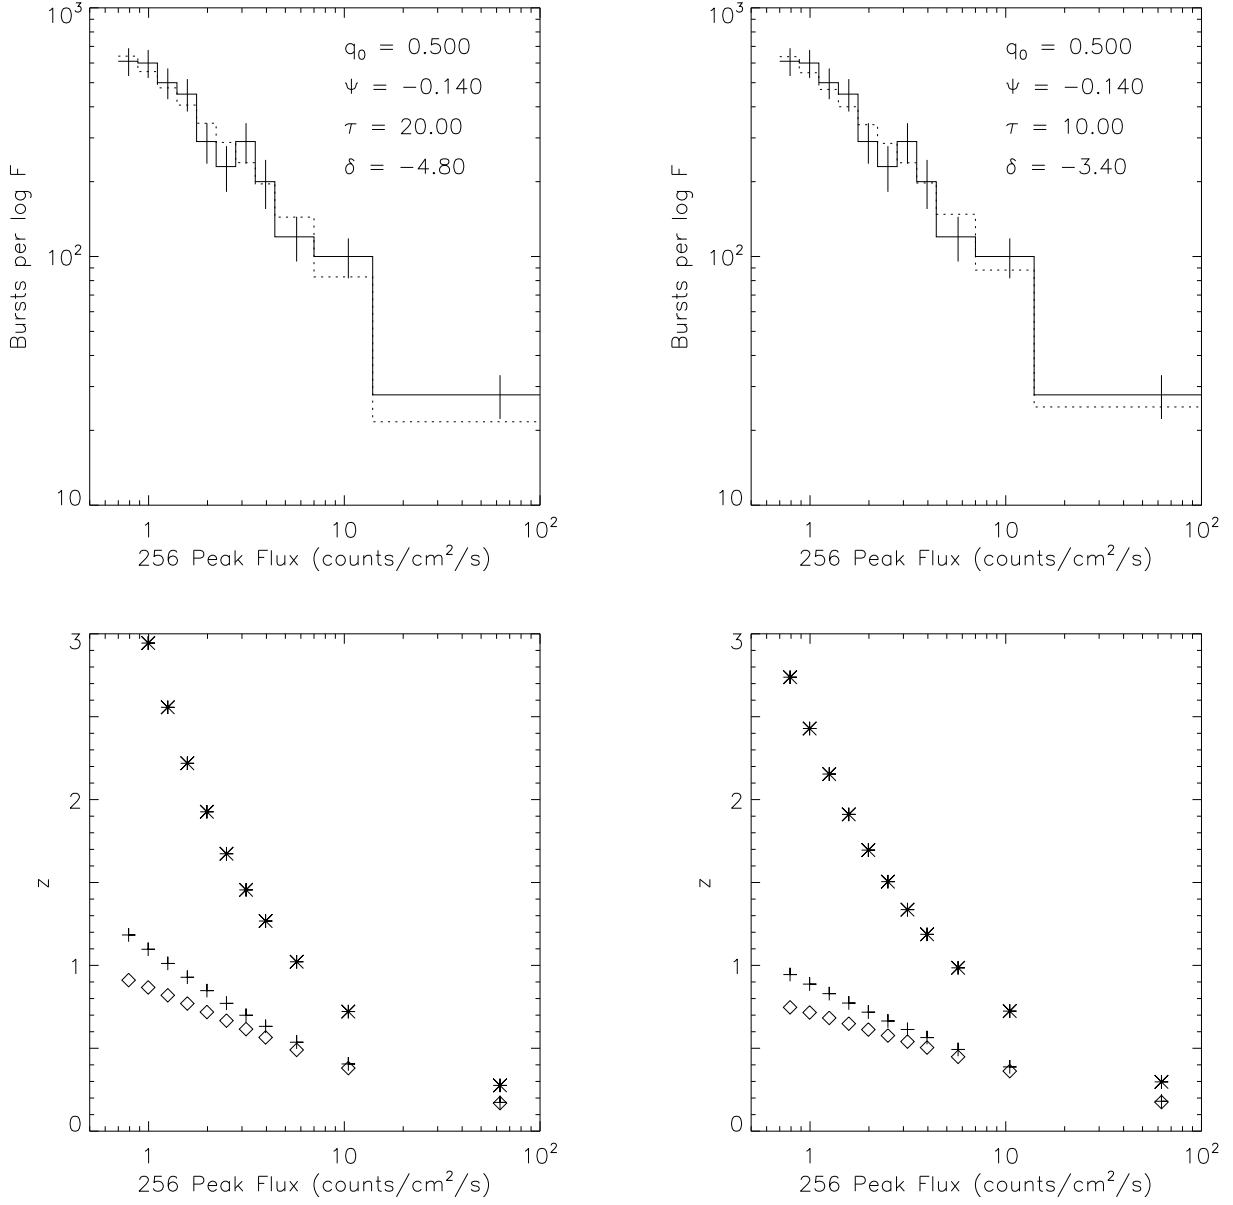 10³
q₀ = 0.500
ψ = −0.140
τ = 20.00
δ = −4.80
Bursts per log F
10²
10
1 10 10²
256 Peak Flux (counts/cm²/s)
10³
q₀ = 0.500
ψ = −0.140
τ = 10.00
δ = −3.40
Bursts per log F
10²
10
1 10 10²
256 Peak Flux (counts/cm²/s)
3
2
z
1
0
1 10 10²
256 Peak Flux (counts/cm²/s)
3
2
z
1
0
1 10 10²
256 Peak Flux (counts/cm²/s)